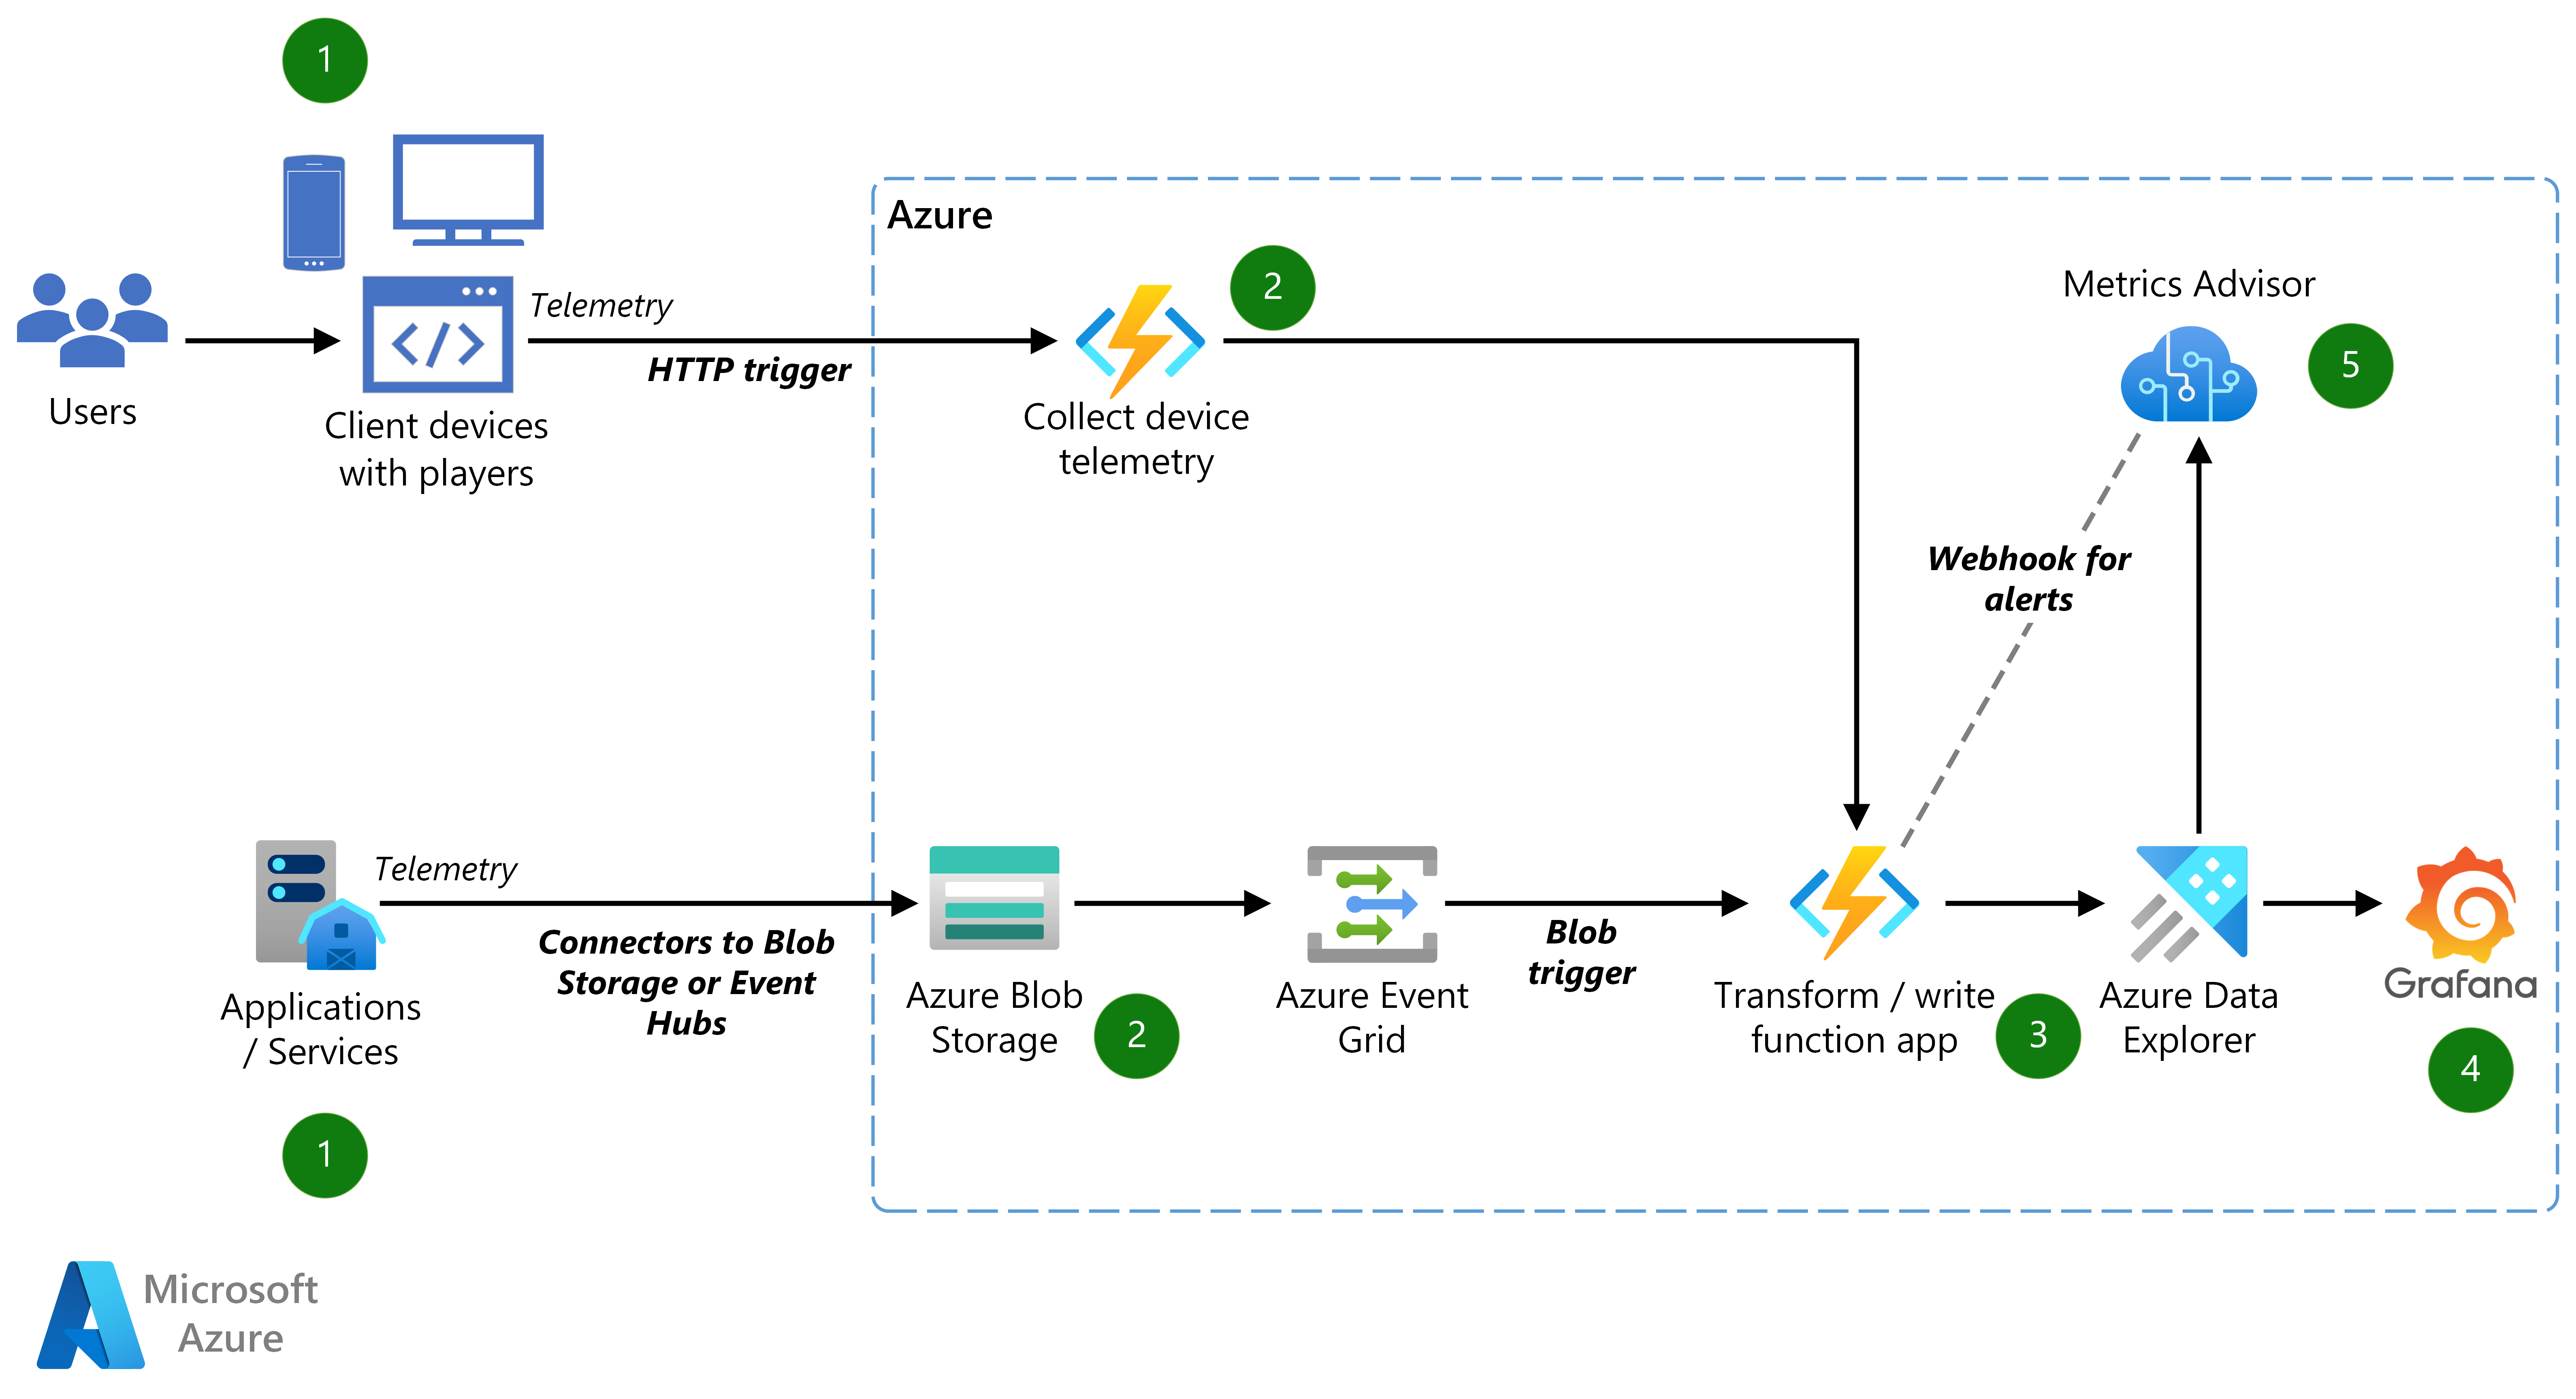 1
Azure
2
Metrics Advisor
5
Telemetry
HTTP trigger
Users
Client devices
with players
Collect device
telemetry
Webhook for
alerts
Telemetry
Connectors to Blob
Storage or Event
Hubs
Applications
/ Services
1
Azure Blob
Storage
2
Azure Event
Grid
Blob
trigger
Transform / write
function app
3
Azure Data
Explorer
Grafana
4
Microsoft
Azure